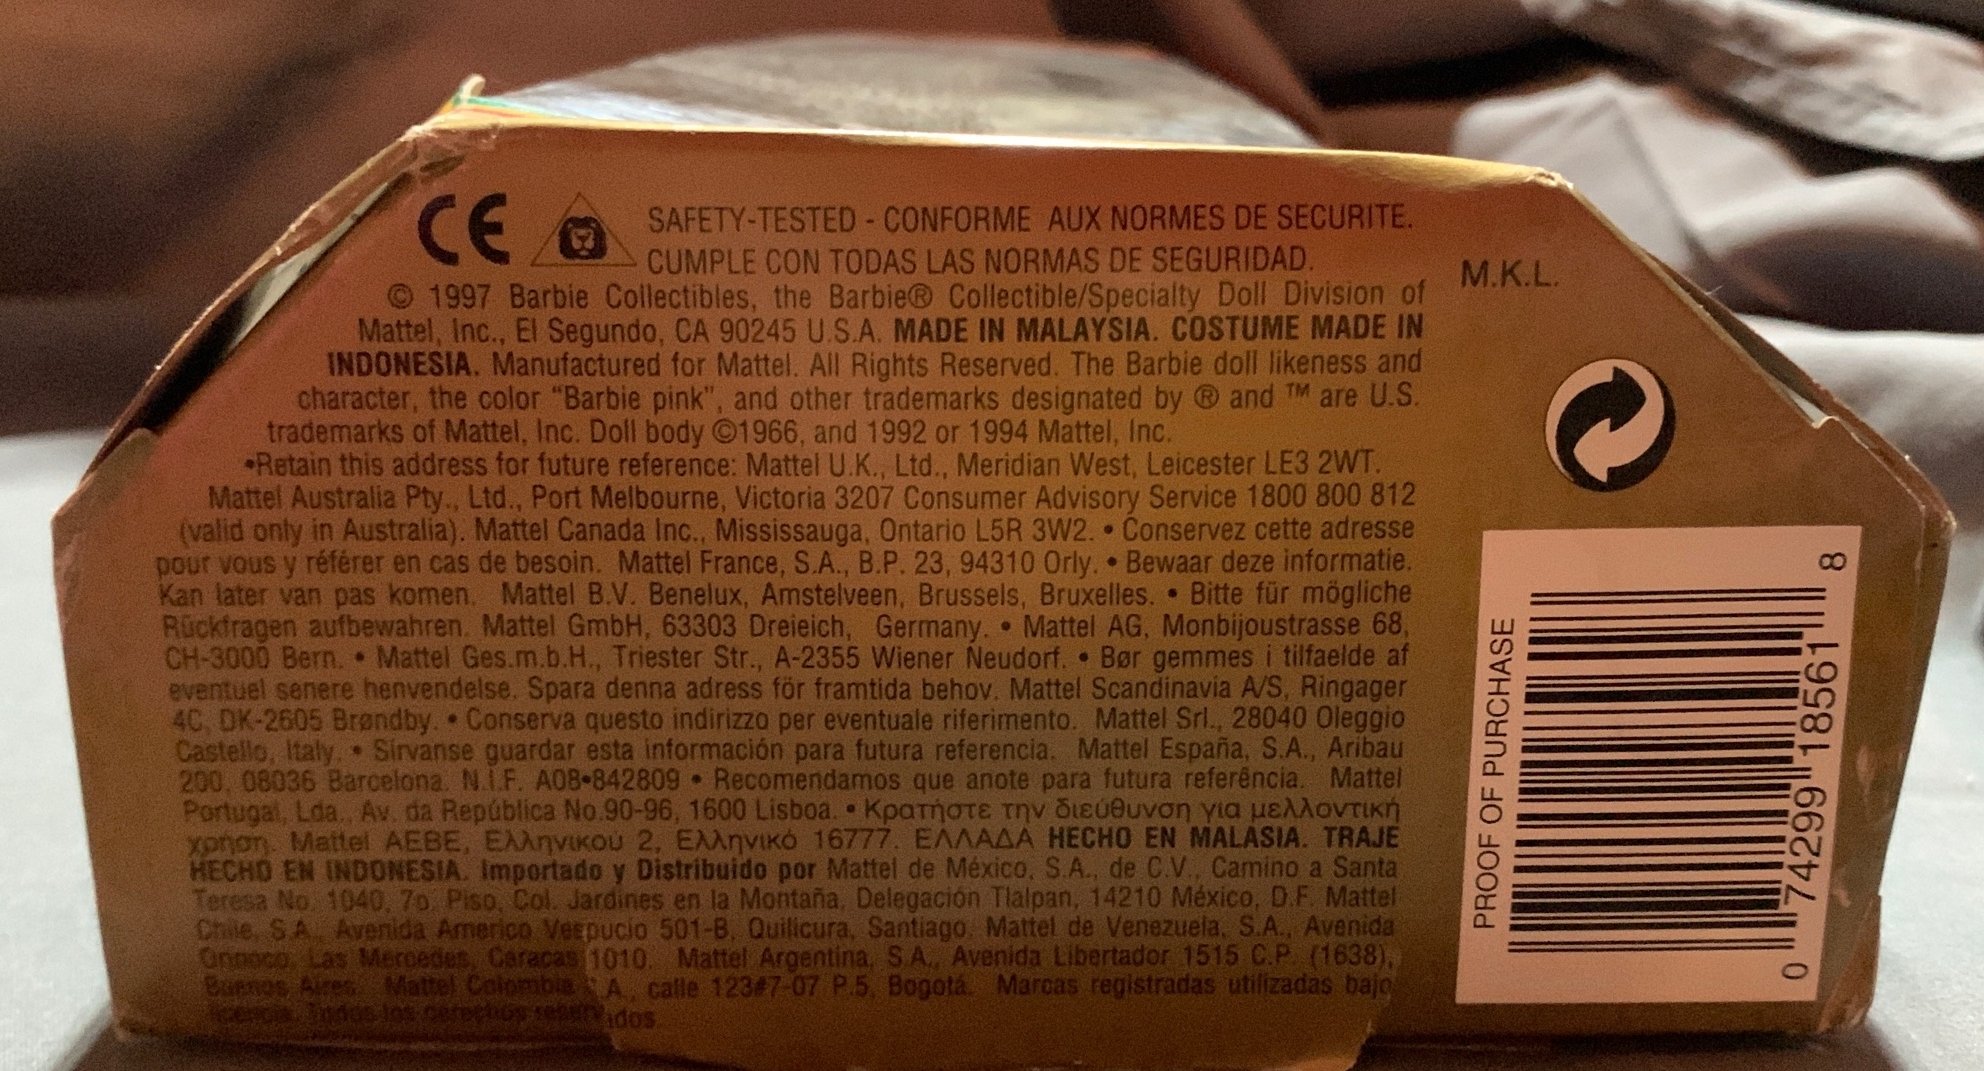 CE
SAFETY-TESTED - CONFORME AUX NORMES DE SECURITE.
CUMPLE CON TODAS LAS NORMAS DE SEGURIDAD.
M.K.L.
© 1997 Barbie Collectibles, the Barbie® Collectible/Specialty Doll Division of
Mattel, Inc., El Segundo, CA 90245 U.S.A. MADE IN MALAYSIA. COSTUME MADE IN
INDONESIA. Manufactured for Mattel. All Rights Reserved. The Barbie doll likeness and
character, the color “Barbie pink”, and other trademarks designated by ® and ™ are U.S.
trademarks of Mattel, Inc. Doll body ©1966, and 1992 or 1994 Mattel, Inc.
•Retain this address for future reference: Mattel U.K., Ltd., Meridian West, Leicester LE3 2WT.
Mattel Australia Pty., Ltd., Port Melbourne, Victoria 3207 Consumer Advisory Service 1800 800 812
(valid only in Australia). Mattel Canada Inc., Mississauga, Ontario L5R 3W2. • Conservez cette adresse
pour vous y référer en cas de besoin. Mattel France, S.A., B.P. 23, 94310 Orly. • Bewaar deze informatie.
Kan later van pas komen. Mattel B.V. Benelux, Amstelveen, Brussels, Bruxelles. • Bitte für mögliche
Rückfragen aufbewahren. Mattel GmbH, 63303 Dreieich, Germany. • Mattel AG, Monbijoustrasse 68,
CH-3000 Bern. • Mattel Ges.m.b.H., Triester Str., A-2355 Wiener Neudorf. • Bør gemmes i tilfaelde af
eventuel senere henvendelse. Spara denna adress för framtida behov. Mattel Scandinavia A/S, Ringager
4C, DK-2605 Brøndby. • Conserva questo indirizzo per eventuale riferimento. Mattel Srl., 28040 Oleggio
Castello, Italy. • Sirvanse guardar esta información para futura referencia. Mattel España, S.A., Aribau
200. 08036 Barcelona. N.I.F. A08•842809 • Recomendamos que anote para futura referência. Mattel
Portugal, Lda., Av. da República No.90-96, 1600 Lisboa. • Κρατήστε την διεύθυνση για μελλοντική
χρηση. Mattel AEBE, Ελληνικου 2, Ελληνικό 16777. ΕΛΛΑΔΑ HECHO EN MALASIA. TRAJE
HECHO EN INDONESIA. Importado y Distribuido por Mattel de México, S.A., de C.V., Camino a Santa
Teresa No. 1040, 7o. Piso, Col. Jardines en la Montaña, Delegación Tlalpan, 14210 México, D.F. Mattel
Chile, S.A., Avenida Americo Vespucio 501-B, Quilicura, Santiago. Mattel de Venezuela, S.A., Avenida
Orinoco, Las Mercedes, Caracas 1010. Mattel Argentina, S.A., Avenida Libertador 1515 C.P. (1638),
Buenos Aires. Mattel Colombia S.A., calle 123#7-07 P.5, Bogotá. Marcas registradas utilizadas bajo
licencia. Todos los derechos reservados.
PROOF OF PURCHASE
0 74299 18561 8